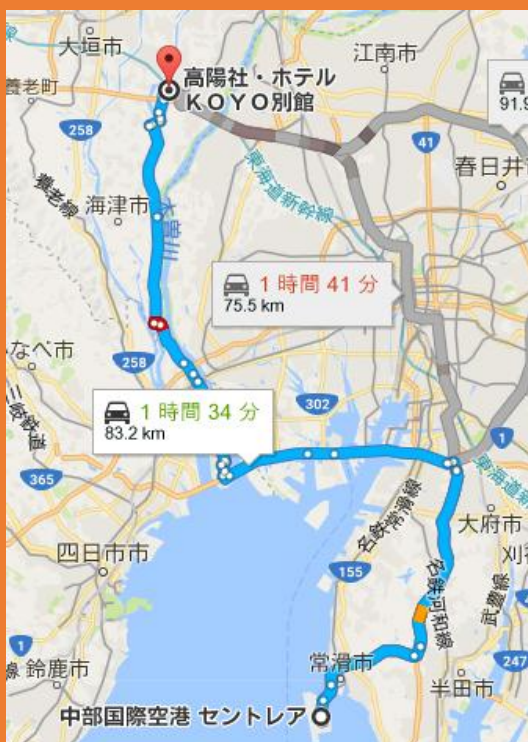 大垣市
江南市
高陽社・ホテル
KOYO別館
養老町
258
養老線
41
91.9
春日井
東海道新幹線
海津市
木曽川
1 時間 41 分
75.5 km
なべ市
258
三岐鉄道
1 時間 34 分
83.2 km
302
1
365
東海道
大府市
刈
四日市市
155
名鉄河和線
武豊線
1
常滑市
247
鈴鹿市
半田市
中部国際空港 セントレア